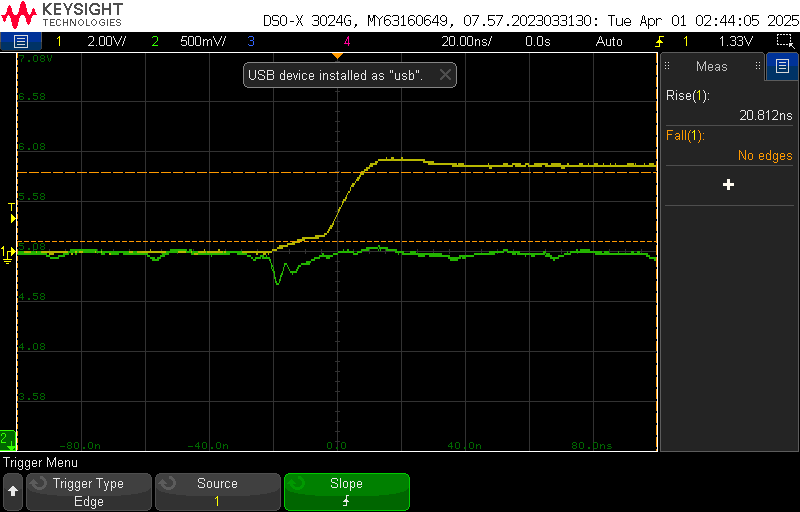 KEYSIGHT
TECHNOLOGIES
DSO-X 3024G, MY63160649, 07.57.2023033130: Tue Apr 01 02:44:05 2025
1 2.00V/ 2 500mV/ 3 4 20.00ns/ 0.0s Auto 1 1.33V
7.08V
USB device installed as "usb".
Meas
6.58
Rise(1):
20.812ns
Fall(1):
No edges
6.08
5.58
T
1
5.08
4.58
4.08
3.58
2
-80.0n -40.0n 0.0 40.0n 80.0ns
Trigger Menu
Trigger Type
Edge
Source
1
Slope